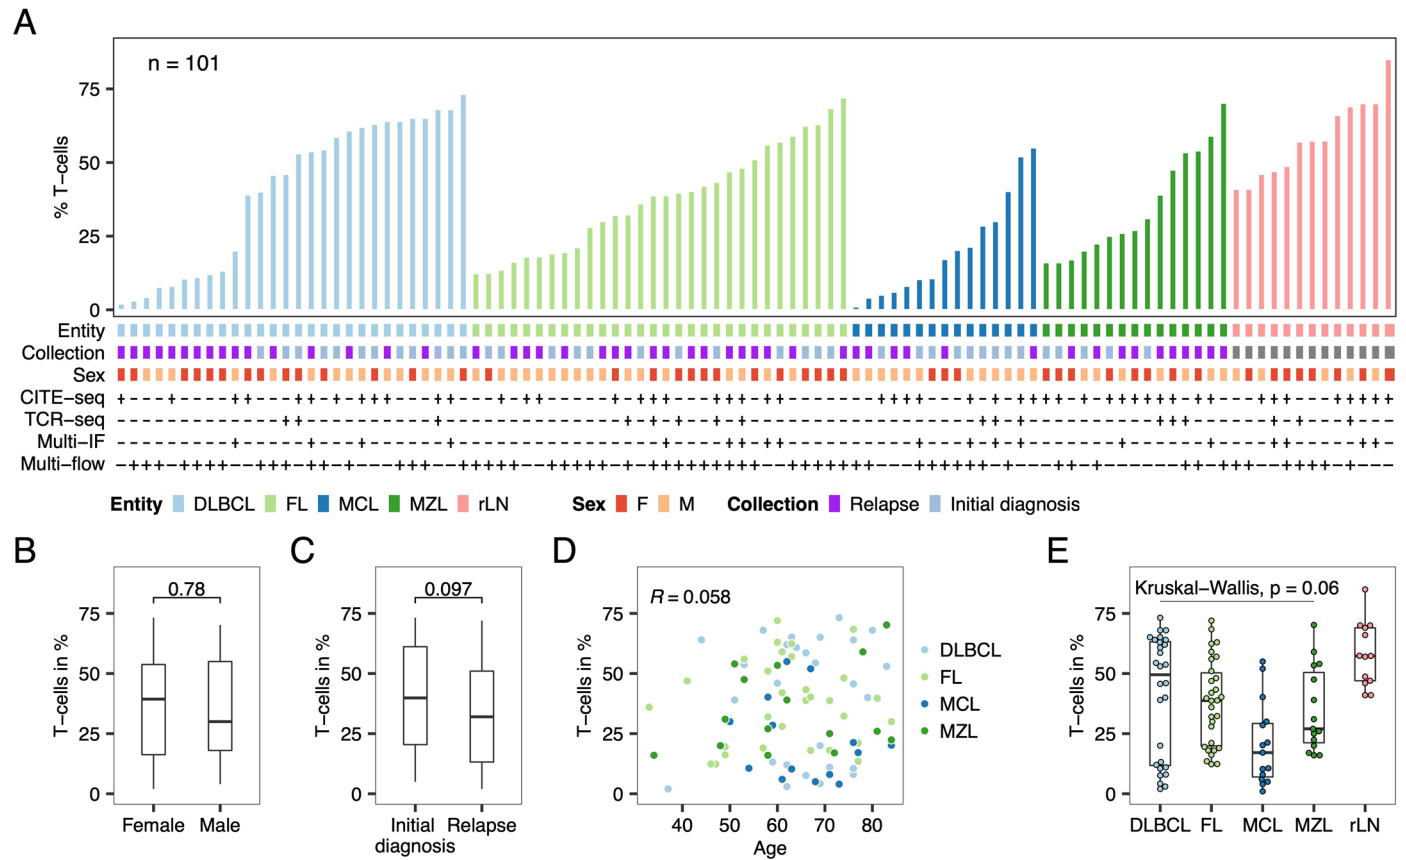 A
n = 101
% T−cells
75
50
25
0
Entity
Collection
Sex
CITE−seq
TCR−seq
Multi−IF
Multi−flow
Entity DLBCL FL MCL MZL rLN Sex F M Collection Relapse Initial diagnosis
B
0.78
T−cells in %
75
50
25
0
Female Male
C
0.097
T−cells in %
75
50
25
0
Initial diagnosis Relapse
D
R = 0.058
T−cells in %
75
50
25
0
40 50 60 70 80
Age
DLBCL
FL
MCL
MZL
E
Kruskal−Wallis, p = 0.06
T−cells in %
75
50
25
0
DLBCL FL MCL MZL rLN